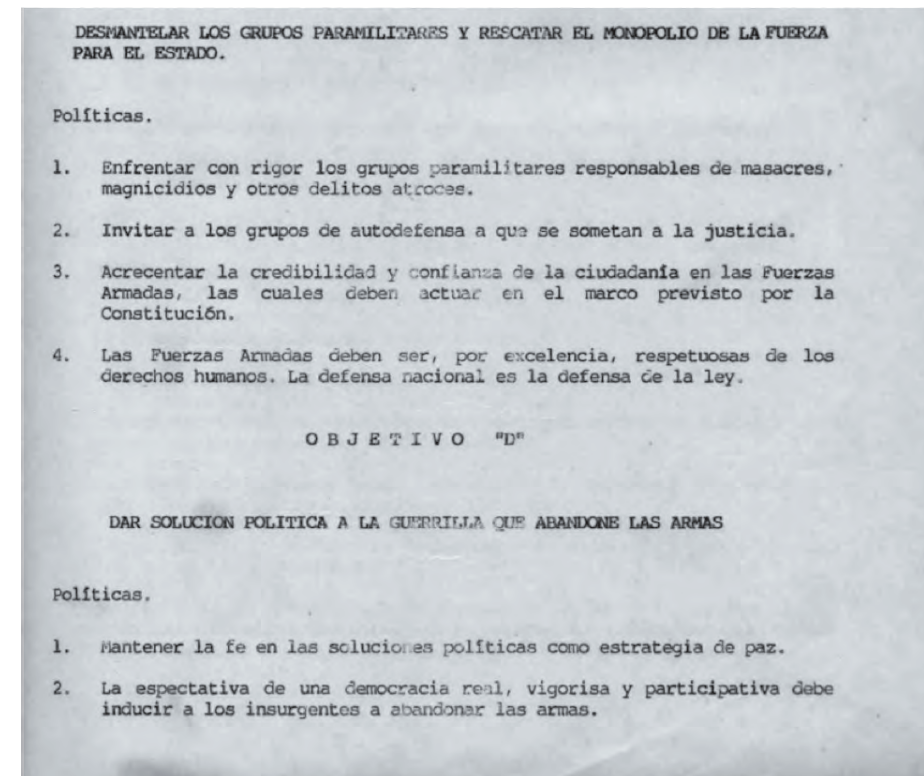 DESMANTELAR LOS GRUPOS PARAMILITARES Y RESCATAR EL MONOPOLIO DE LA FUERZA
PARA EL ESTADO.
Políticas.
1. Enfrentar con rigor los grupos paramilitares responsables de masacres,
magnicidios y otros delitos atroces.
2. Invitar a los grupos de autodefensa a que se sometan a la justicia.
3. Acrecentar la credibilidad y confianza de la ciudadanía en las Fuerzas
Armadas, las cuales deben actuar en el marco previsto por la
Constitución.
4. Las Fuerzas Armadas deben ser, por excelencia, respetuosas de los
derechos humanos. La defensa nacional es la defensa de la ley.
O B J E T I V O "D"
DAR SOLUCION POLITICA A LA GUERRILLA QUE ABANDONE LAS ARMAS
Políticas.
1. Mantener la fe en las soluciones políticas como estrategia de paz.
2. La espectativa de una democracia real, vigorisa y participativa debe
inducir a los insurgentes a abandonar las armas.